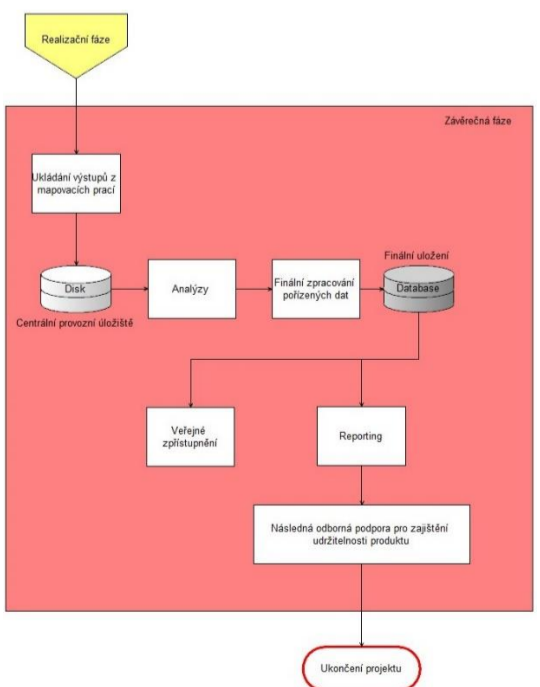 Realizační fáze
Závěrečná fáze
Ukládání výstupů z
mapovacích prací
Disk
Centrální provozní úložiště
Analýzy
Finální zpracování
pořízených dat
Finální uložení
Database
Veřejné
zpřístupnění
Reporting
Následná odborná podpora pro zajištění
udržitelnosti produktu
Ukončení projektu